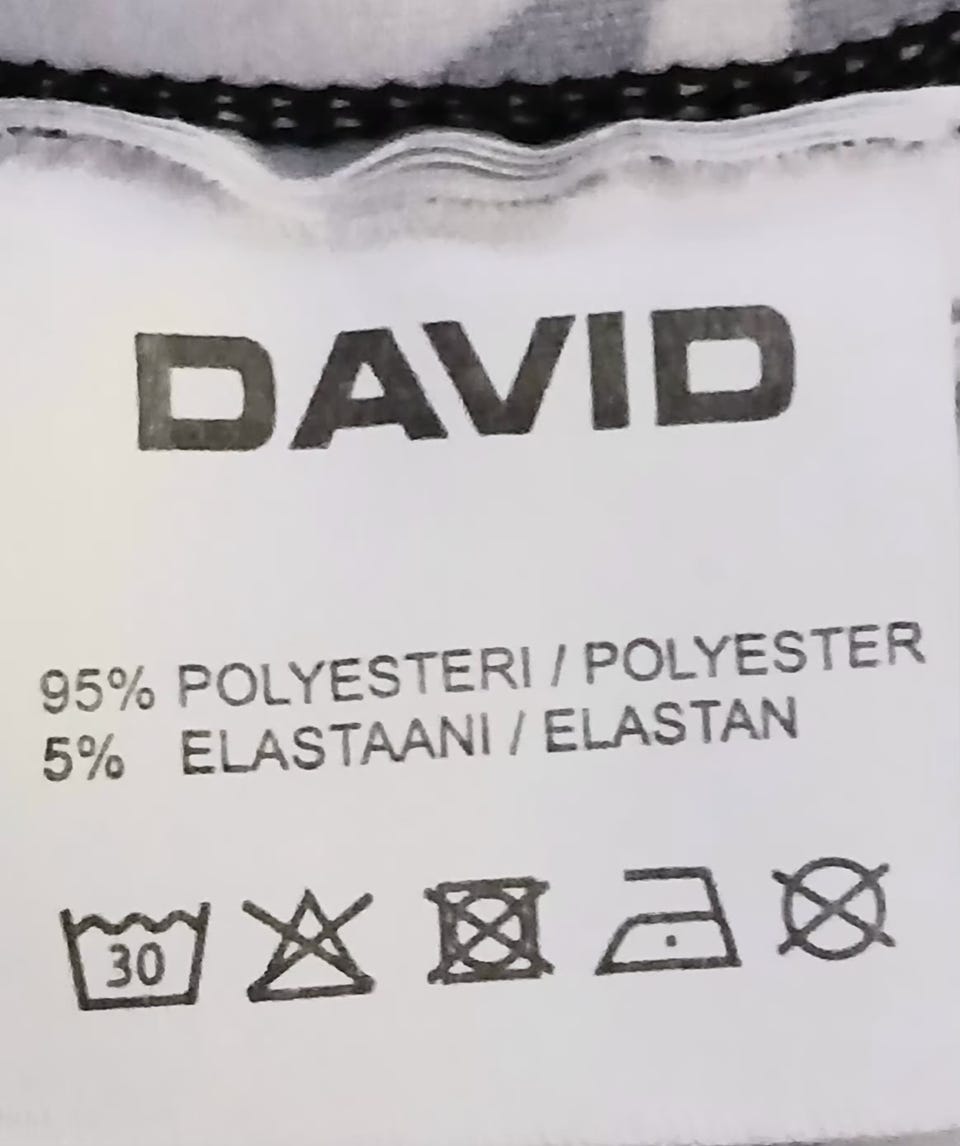 DAVID
95% POLYESTERI / POLYESTER
5% ELASTAANI / ELASTAN
30